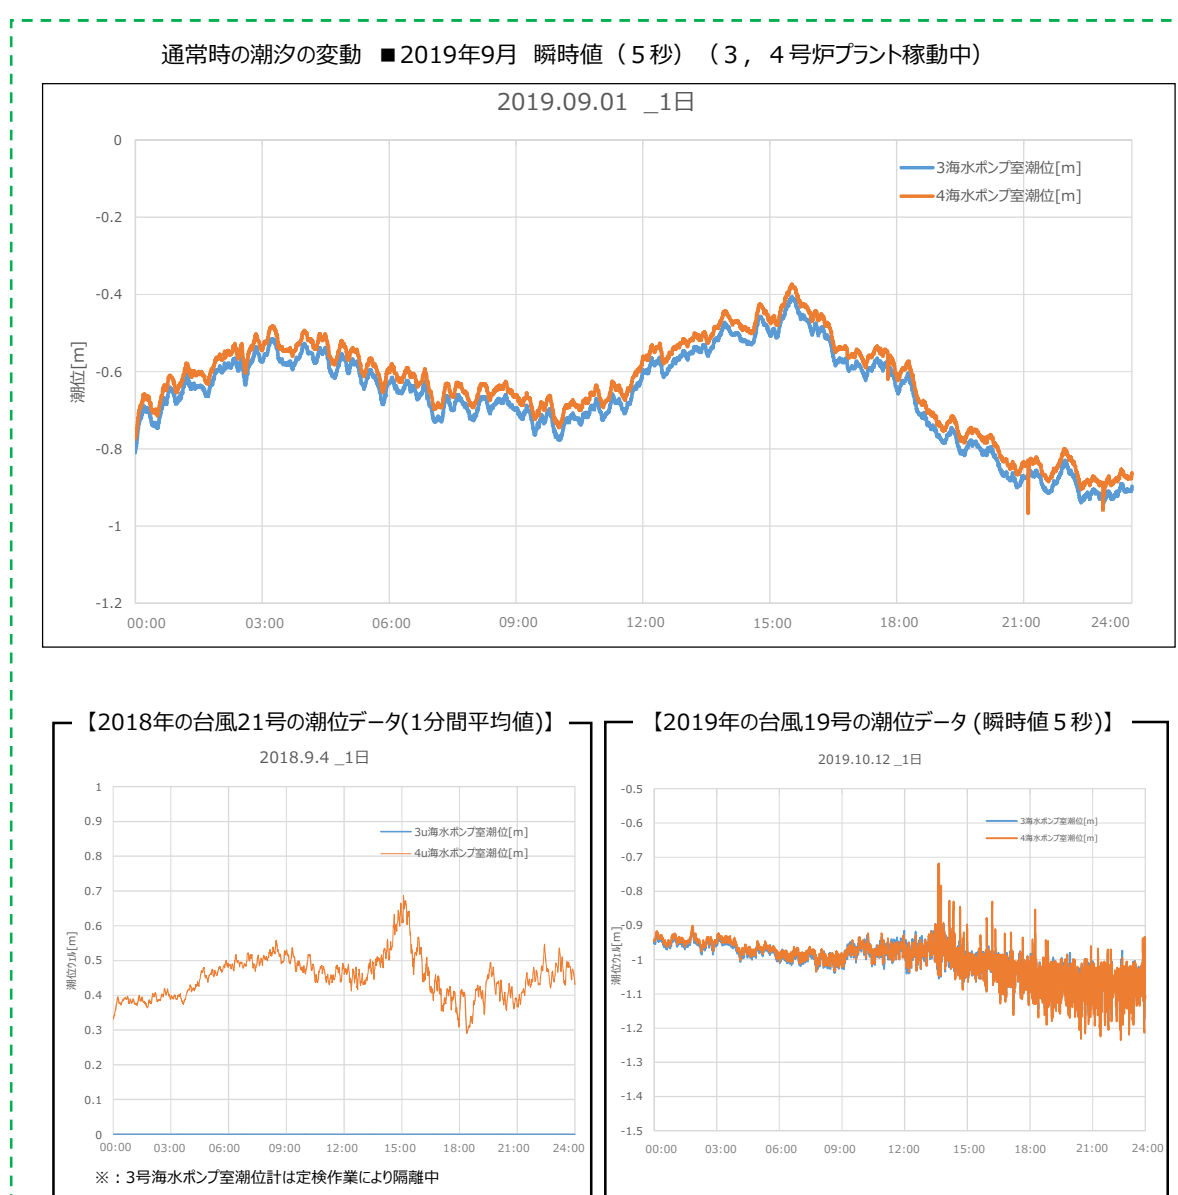 通常時の潮汐の変動 ■2019年9月 瞬時値（５秒）（３，４号炉プラント稼動中）
2019.09.01 _1日
0
-0.2
-0.4
-0.6
-0.8
-1
-1.2
潮位[m]
3海水ポンプ室潮位[m]
4海水ポンプ室潮位[m]
00:00 03:00 06:00 09:00 12:00 15:00 18:00 21:00 24:00
【2018年の台風21号の潮位データ(1分間平均値)】
2018.9.4 _1日
1
0.9
0.8
0.7
0.6
0.5
0.4
0.3
0.2
0.1
0
潮位ｳｪﾙ[m]
3u海水ポンプ室潮位[m]
4u海水ポンプ室潮位[m]
00:00 03:00 06:00 09:00 12:00 15:00 18:00 21:00 24:00
※：3号海水ポンプ室潮位計は定検作業により隔離中
【2019年の台風19号の潮位データ (瞬時値５秒)】
2019.10.12 _1日
-0.5
-0.6
-0.7
-0.8
-0.9
-1
-1.1
-1.2
-1.3
-1.4
-1.5
潮位ｳｪﾙ[m]
3海水ポンプ室潮位[m]
4海水ポンプ室潮位[m]
00:00 03:00 06:00 09:00 12:00 15:00 18:00 21:00 24:00